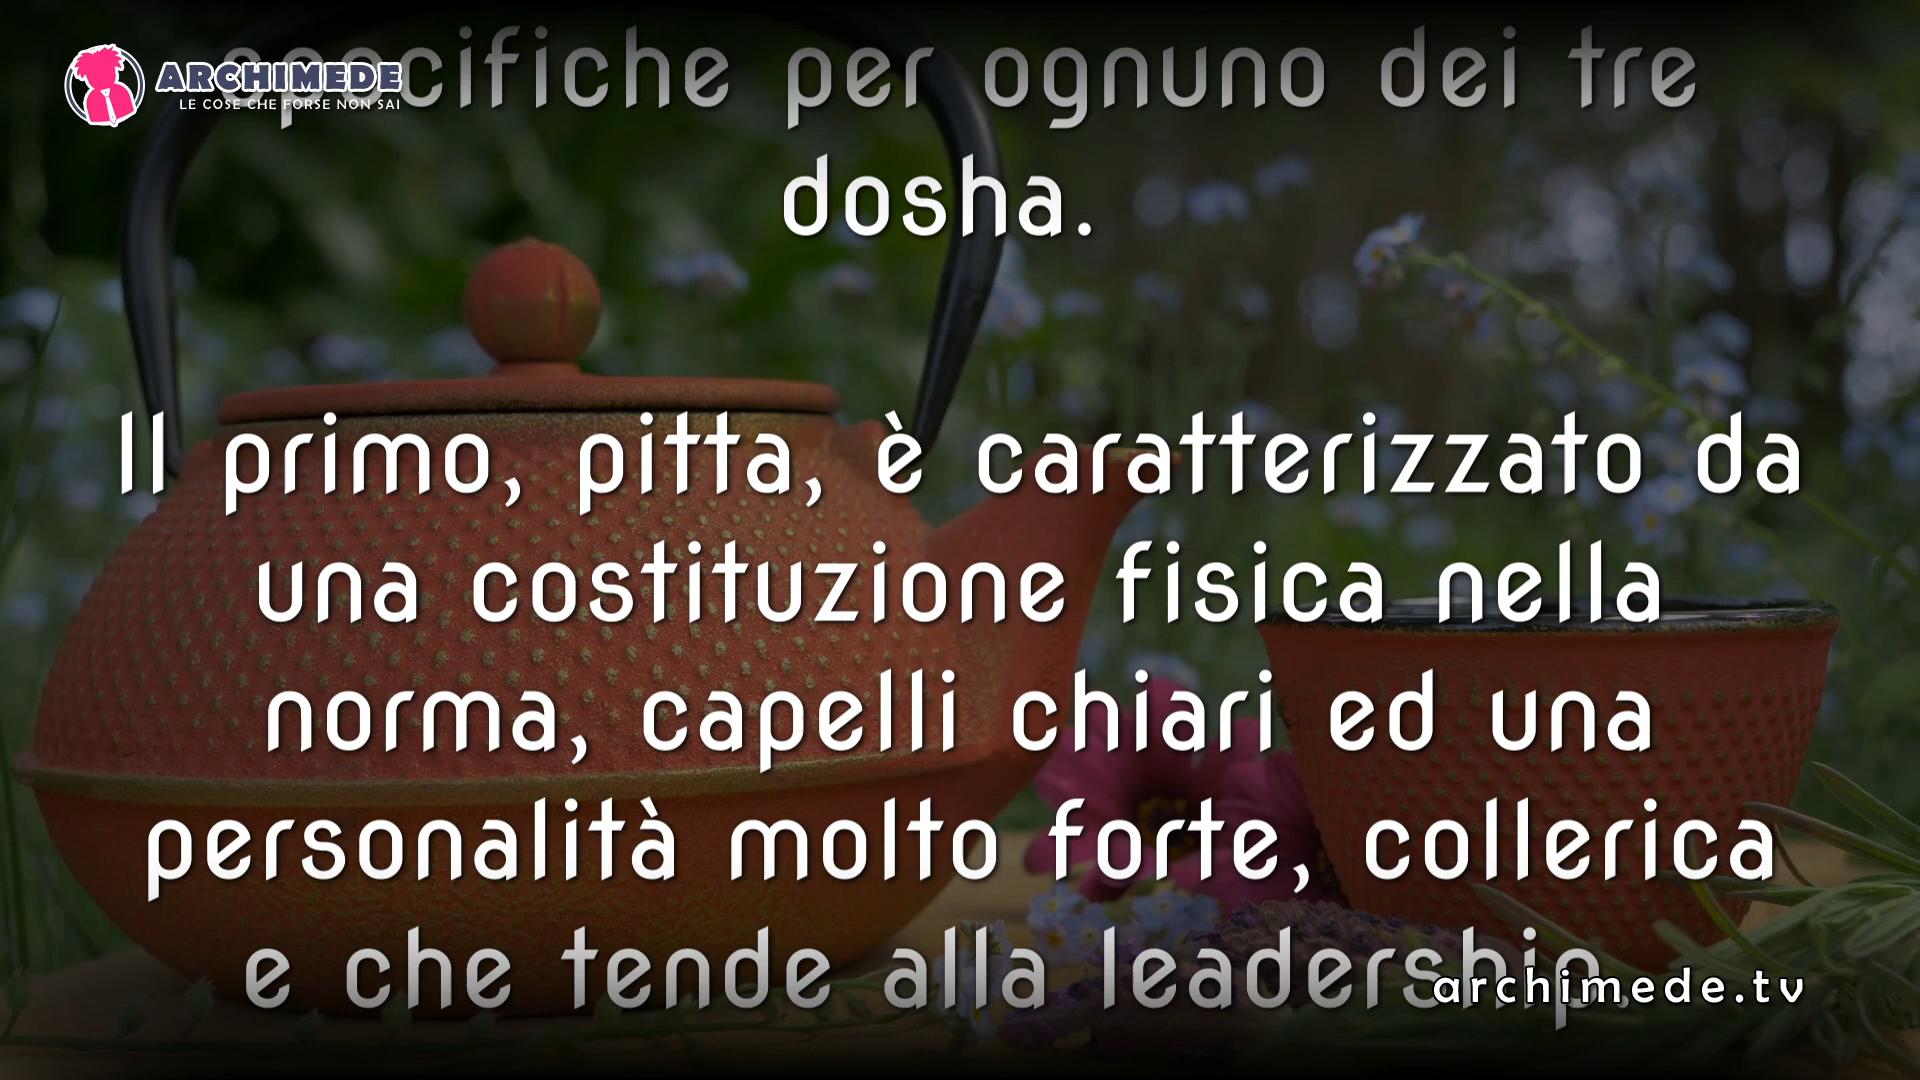 specifiche per ognuno dei tre
ARCHIMEDE
LE COSE CHE FORSE NON SAI
dosha.
Il primo, pitta, è caratterizzato da
una costituzione fisica nella
norma, capelli chiari ed una
personalità molto forte, collerica
e che tende alla leadership.
archimede.tv